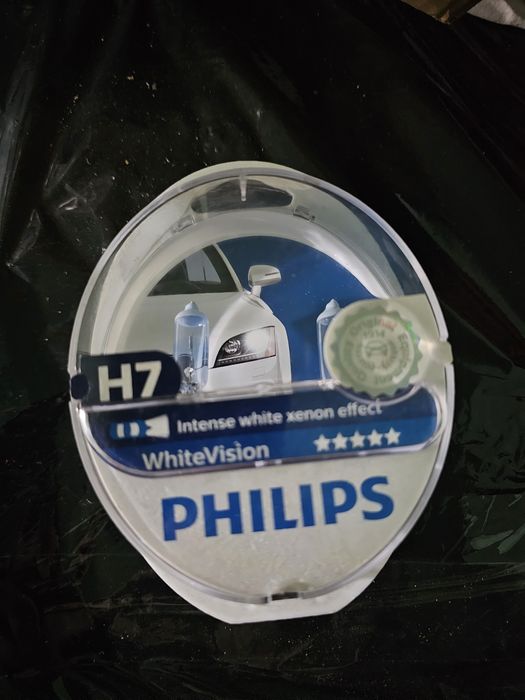 H7
Intense white xenon effect
WhiteVision
PHILIPS